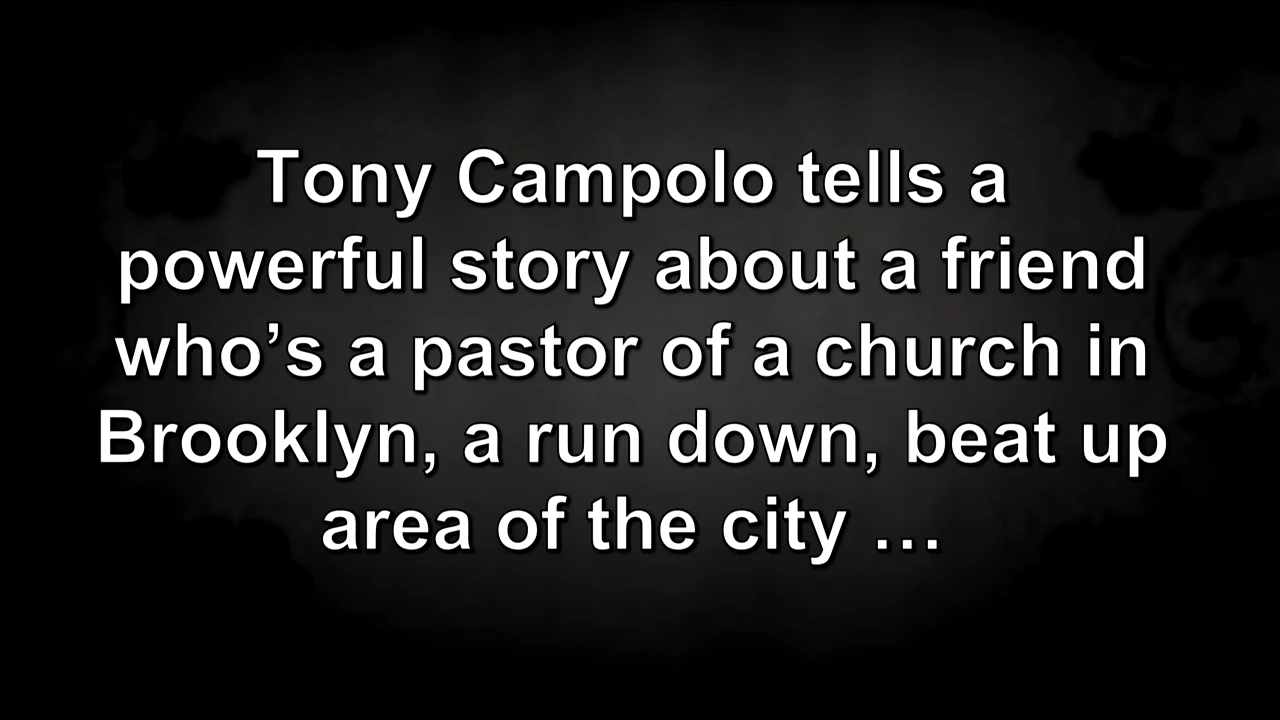 Tony Campolo tells a
powerful story about a friend
who’s a pastor of a church in
Brooklyn, a run down, beat up
area of the city …